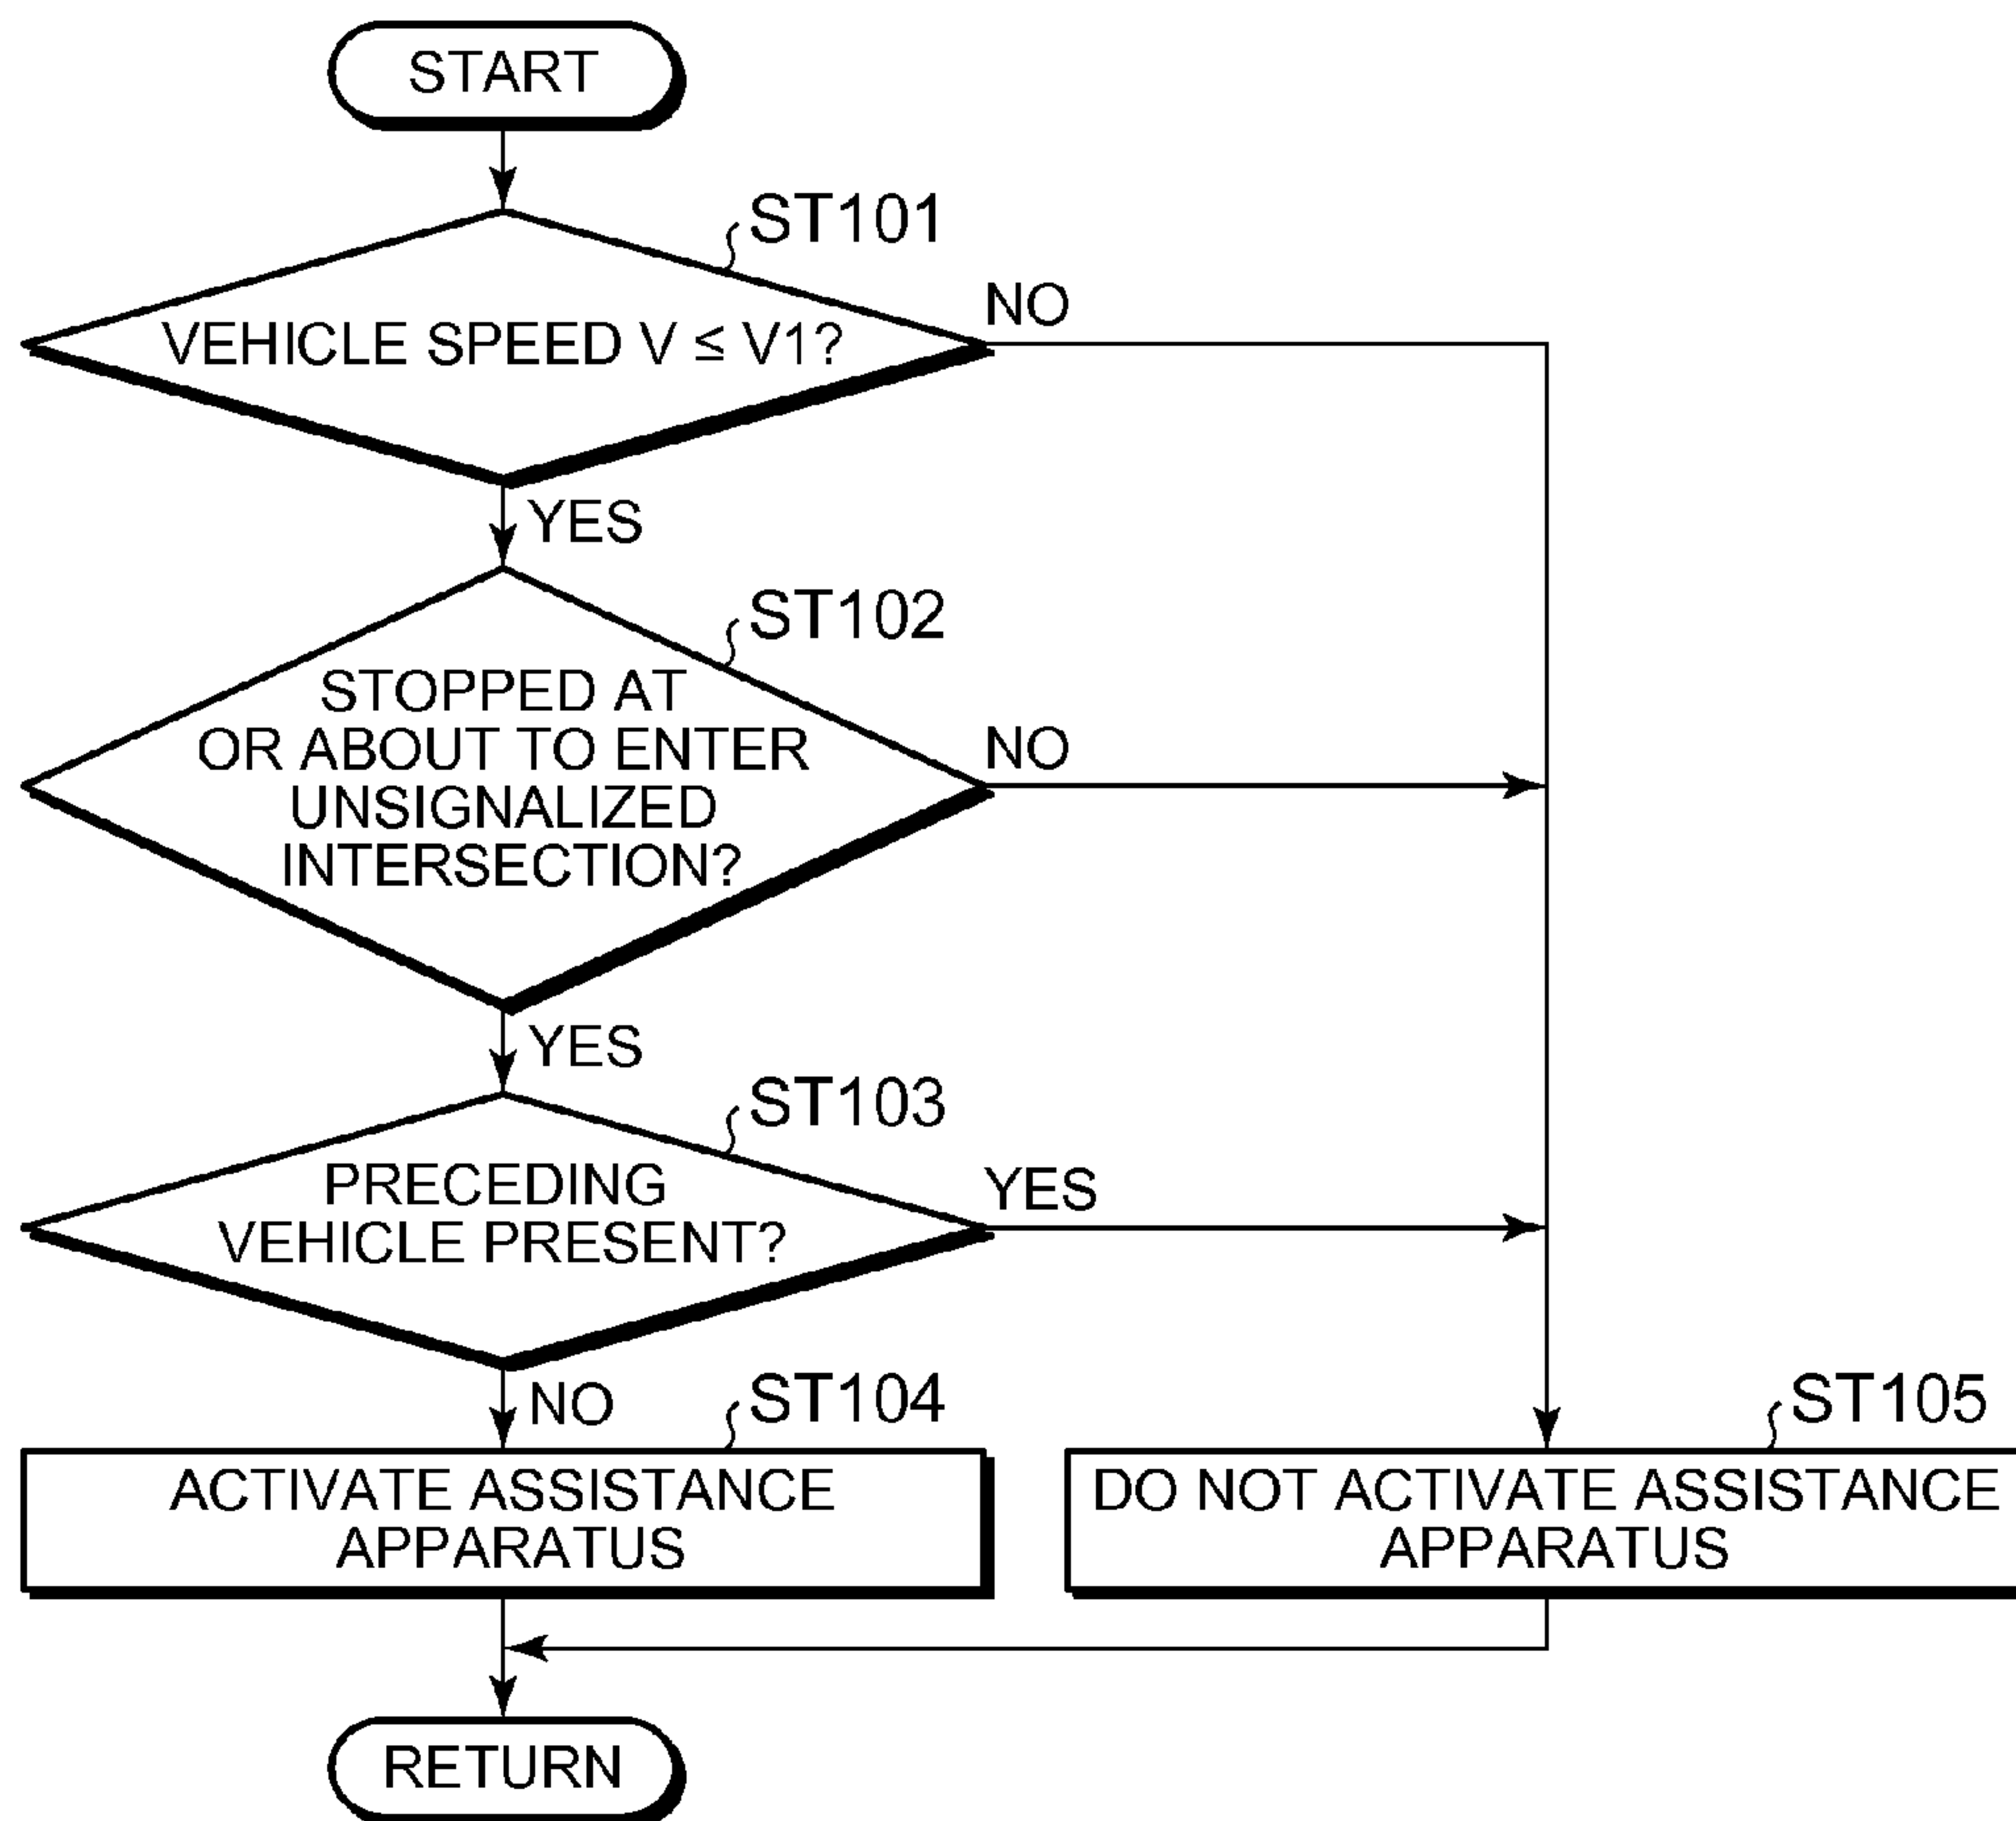 START
ST101
VEHICLE SPEED V ≤ V1?
NO
YES
ST102
STOPPED AT
OR ABOUT TO ENTER
UNSIGNALIZED
INTERSECTION?
NO
YES
ST103
PRECEDING
VEHICLE PRESENT?
YES
NO
ST104
ACTIVATE ASSISTANCE
APPARATUS
ST105
DO NOT ACTIVATE ASSISTANCE
APPARATUS
RETURN